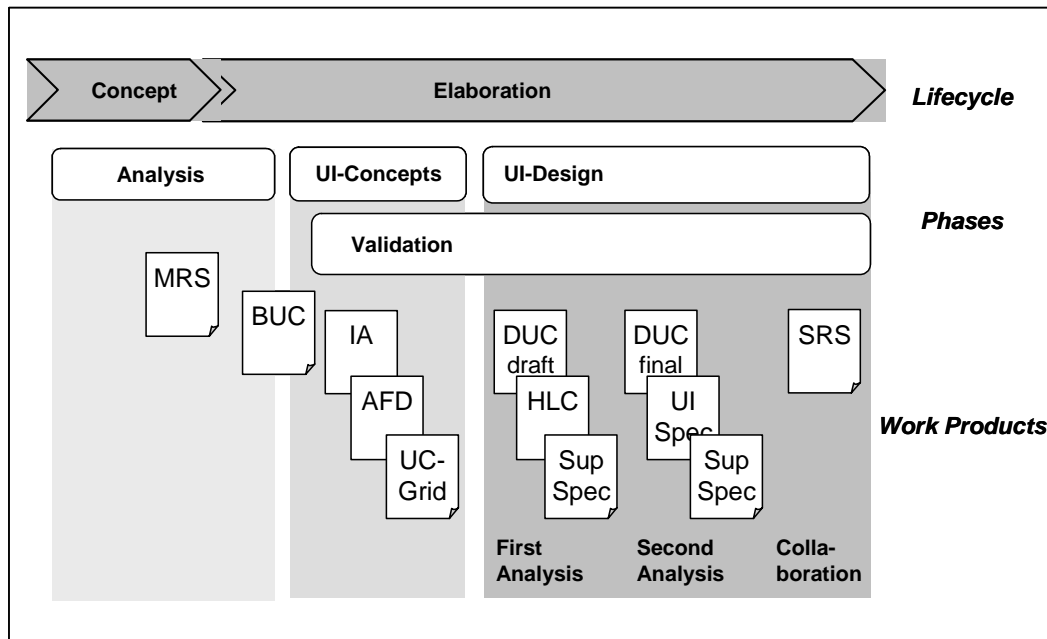 Concept
Elaboration
Lifecycle
Analysis
UI-Concepts
UI-Design
Phases
Validation
MRS
BUC
IA
AFD
UC-
Grid
DUC
draft
HLC
Sup
Spec
DUC
final
UI
Spec
Sup
Spec
SRS
Work Products
First
Analysis
Second
Analysis
Colla-
boration